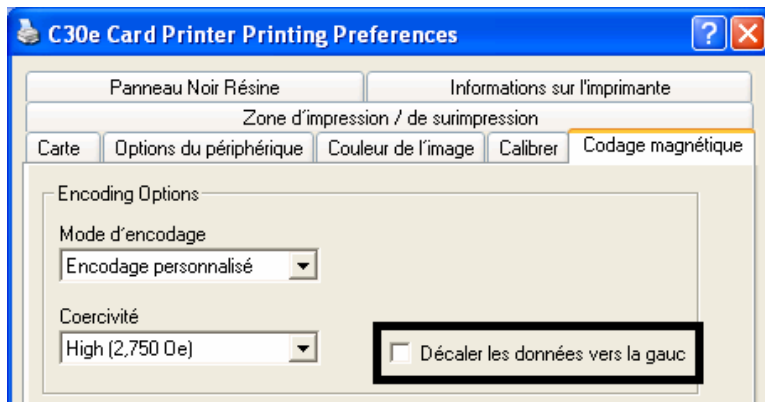 C30e Card Printer Printing Preferences
Panneau Noir Résine
Informations sur l'imprimante
Zone d'impression / de surimpression
Carte
Options du périphérique
Couleur de l'image
Calibrer
Codage magnétique
Encoding Options
Mode d'encodage
Encodage personnalisé
Coercivité
High (2,750 Oe)
Décaler les données vers la gauc